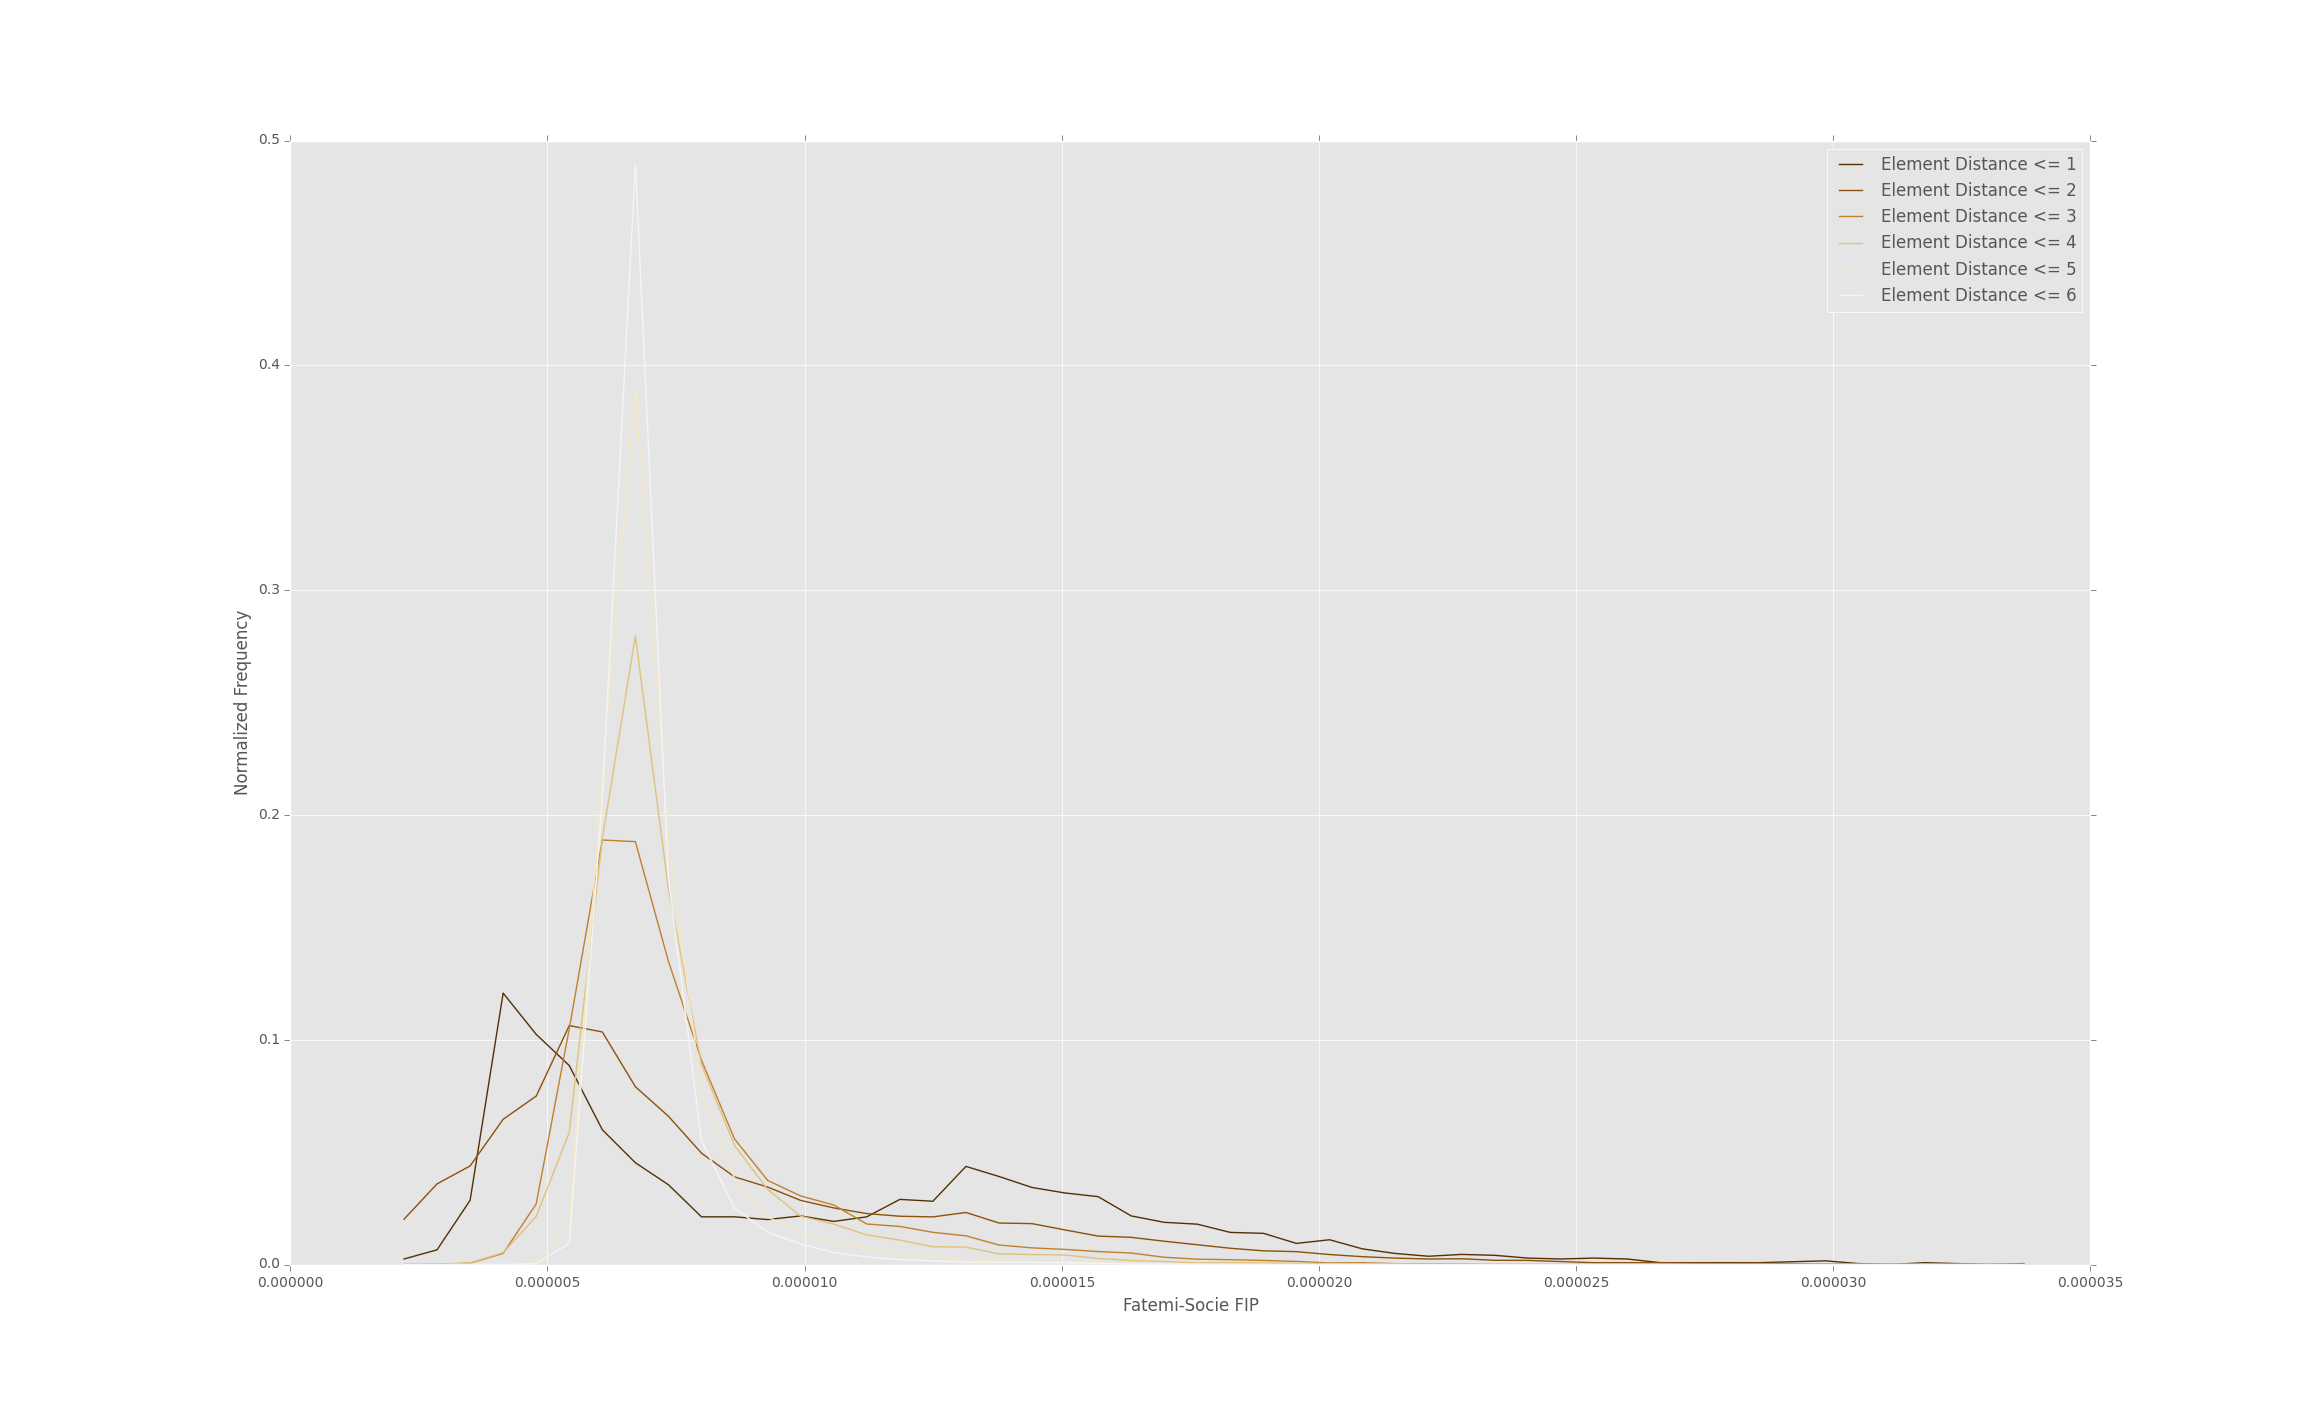 0.5
0.4
0.3
0.2
0.1
0.0
Normalized Frequency
0.000000 0.000005 0.000010 0.000015 0.000020 0.000025 0.000030 0.000035
Fatemi-Socie FIP
Element Distance <= 1
Element Distance <= 2
Element Distance <= 3
Element Distance <= 4
Element Distance <= 5
Element Distance <= 6